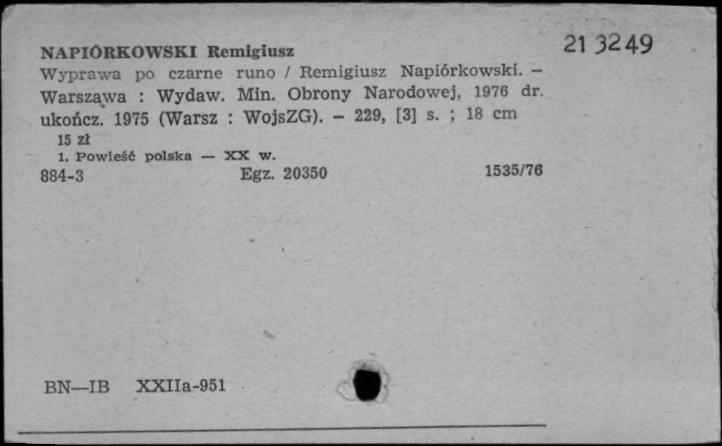 21 3249
NAPIÓRKOWSKI Remigiusz
Wyprawa po czarne runo / Remigiusz Napiórkowski. –
Warszawa : Wydaw. Min. Obrony Narodowej, 1976 dr.
ukończ. 1975 (Warsz : WojsZG). – 229, [3] s. ; 18 cm
15 zł
1. Powieść polska — XX w.
884-3 Egz. 20350 1535/76
BN—IB XXIIa-951